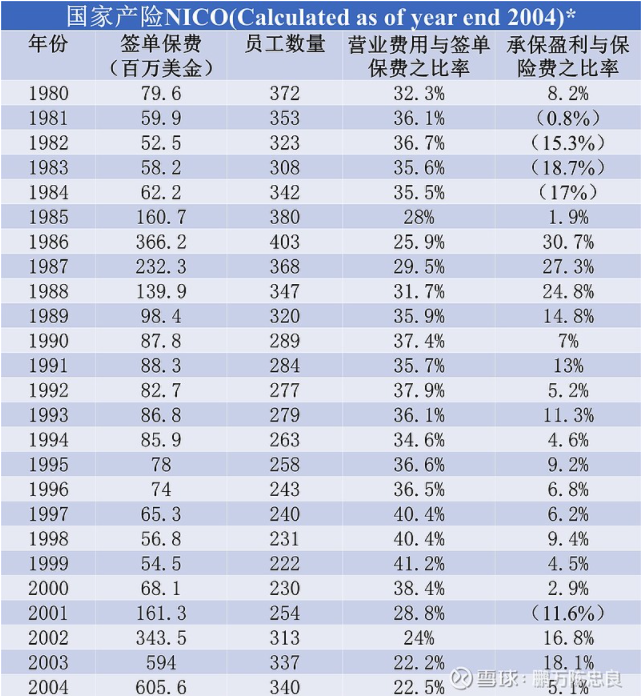 国家产险NICO(Calculated as of year end 2004)*
年份 签单保费（百万美金） 员工数量 营业费用与签单保费之比率 承保盈利与保险费之比率
1980 79.6 372 32.3% 8.2%
1981 59.9 353 36.1% （0.8%）
1982 52.5 323 36.7% (15.3%)
1983 58.2 308 35.6% (18.7%)
1984 62.2 342 35.5% (17%)
1985 160.7 380 28% 1.9%
1986 366.2 403 25.9% 30.7%
1987 232.3 368 29.5% 27.3%
1988 139.9 347 31.7% 24.8%
1989 98.4 320 35.9% 14.8%
1990 87.8 289 37.4% 7%
1991 88.3 284 35.7% 13%
1992 82.7 277 37.9% 5.2%
1993 86.8 279 36.1% 11.3%
1994 85.9 263 34.6% 4.6%
1995 78 258 36.6% 9.2%
1996 74 243 36.5% 6.8%
1997 65.3 240 40.4% 6.2%
1998 56.8 231 40.4% 9.4%
1999 54.5 222 41.2% 4.5%
2000 68.1 230 38.4% 2.9%
2001 161.3 254 28.8% (11.6%)
2002 343.5 313 24% 16.8%
2003 594 337 22.2% 18.1%
2004 605.6 340 22.5% 5.1%
雪球：鹏万陈忠良